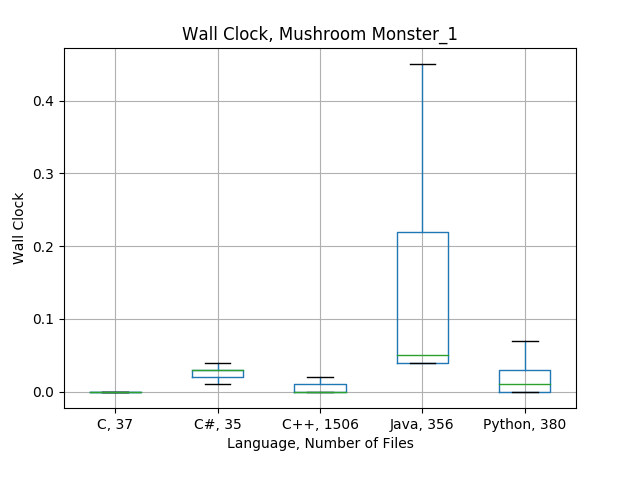 Wall Clock, Mushroom Monster_1
Wall Clock
0.4
0.3
0.2
0.1
0.0
C, 37
C#, 35
C++, 1506
Java, 356
Python, 380
Language, Number of Files